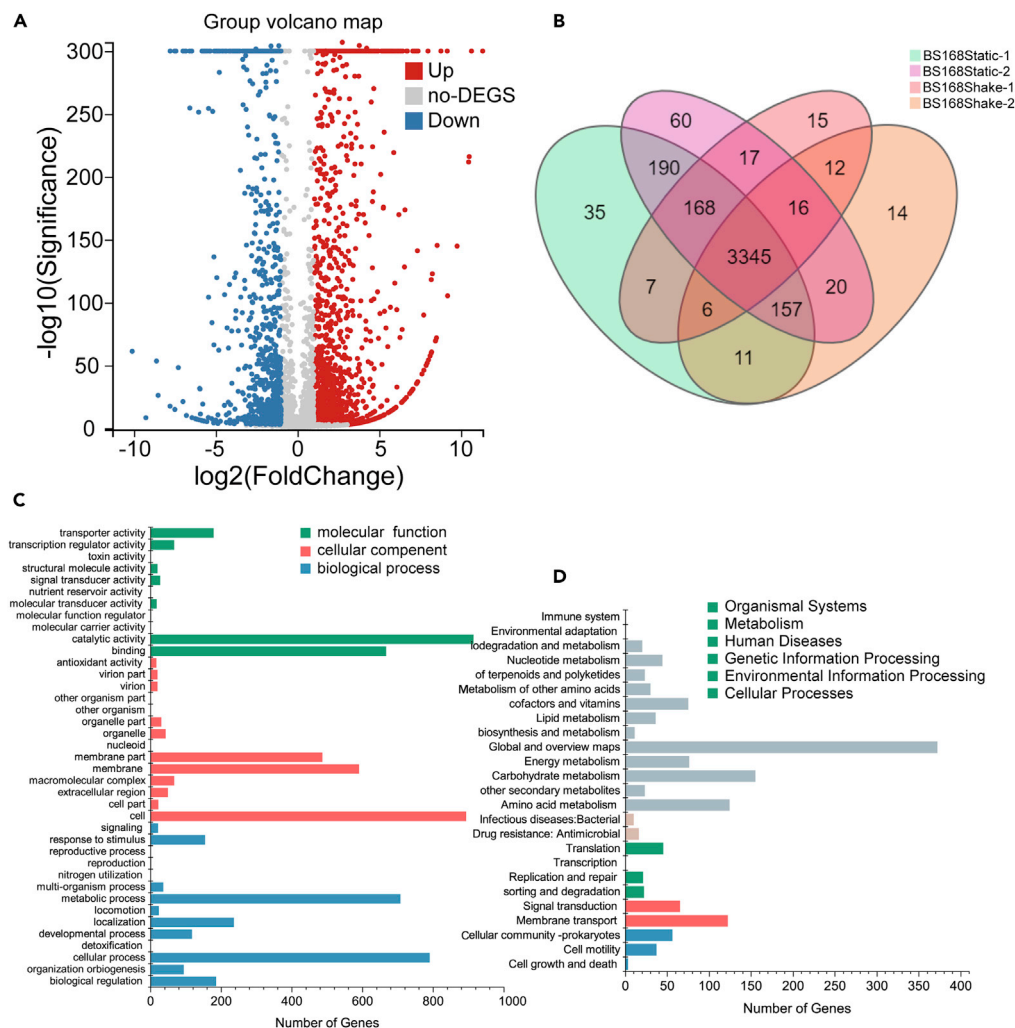 A
Group volcano map
300
250
200
150
100
50
0
-log10(Significance)
-10
-5
0
5
10
log2(FoldChange)
Up
no-DEGS
Down
B
BS168Static-1
BS168Static-2
BS168Shake-1
BS168Shake-2
60
15
190
17
12
35
168
16
14
3345
7
6
157
20
11
C
molecular function
cellular compenent
biological process
transporter activity
transcription regulator activity
toxin activity
structural molecule activity
signal transducer activity
nutrient reservoir activity
molecular transducer activity
molecular function regulator
molecular carrier activity
catalytic activity
binding
antioxidant activity
virion part
virion
other organism part
other organism
organelle part
organelle
nucleoid
membrane part
membrane
macromolecular complex
extracellular region
cell part
cell
signaling
response to stimulus
reproductive process
reproduction
nitrogen utilization
multi-organism process
metabolic process
locomotion
localization
developmental process
detoxification
cellular process
organization orbiogenesis
biological regulation
0
200
400
600
800
1000
Number of Genes
D
Organismal Systems
Metabolism
Human Diseases
Genetic Information Processing
Environmental Information Processing
Cellular Processes
Immune system
Environmental adaptation
Iodegradation and metabolism
Nucleotide metabolism
of terpenoids and polyketides
Metabolism of other amino acids
cofactors and vitamins
Lipid metabolism
biosynthesis and metabolism
Global and overview maps
Energy metabolism
Carbohydrate metabolism
other secondary metabolites
Amino acid metabolism
Infectious diseases:Bacterial
Drug resistance: Antimicrobial
Translation
Transcription
Replication and repair
sorting and degradation
Signal transduction
Membrane transport
Cellular community -prokaryotes
Cell motility
Cell growth and death
0
50
100
150
200
250
300
350
400
Number of Genes